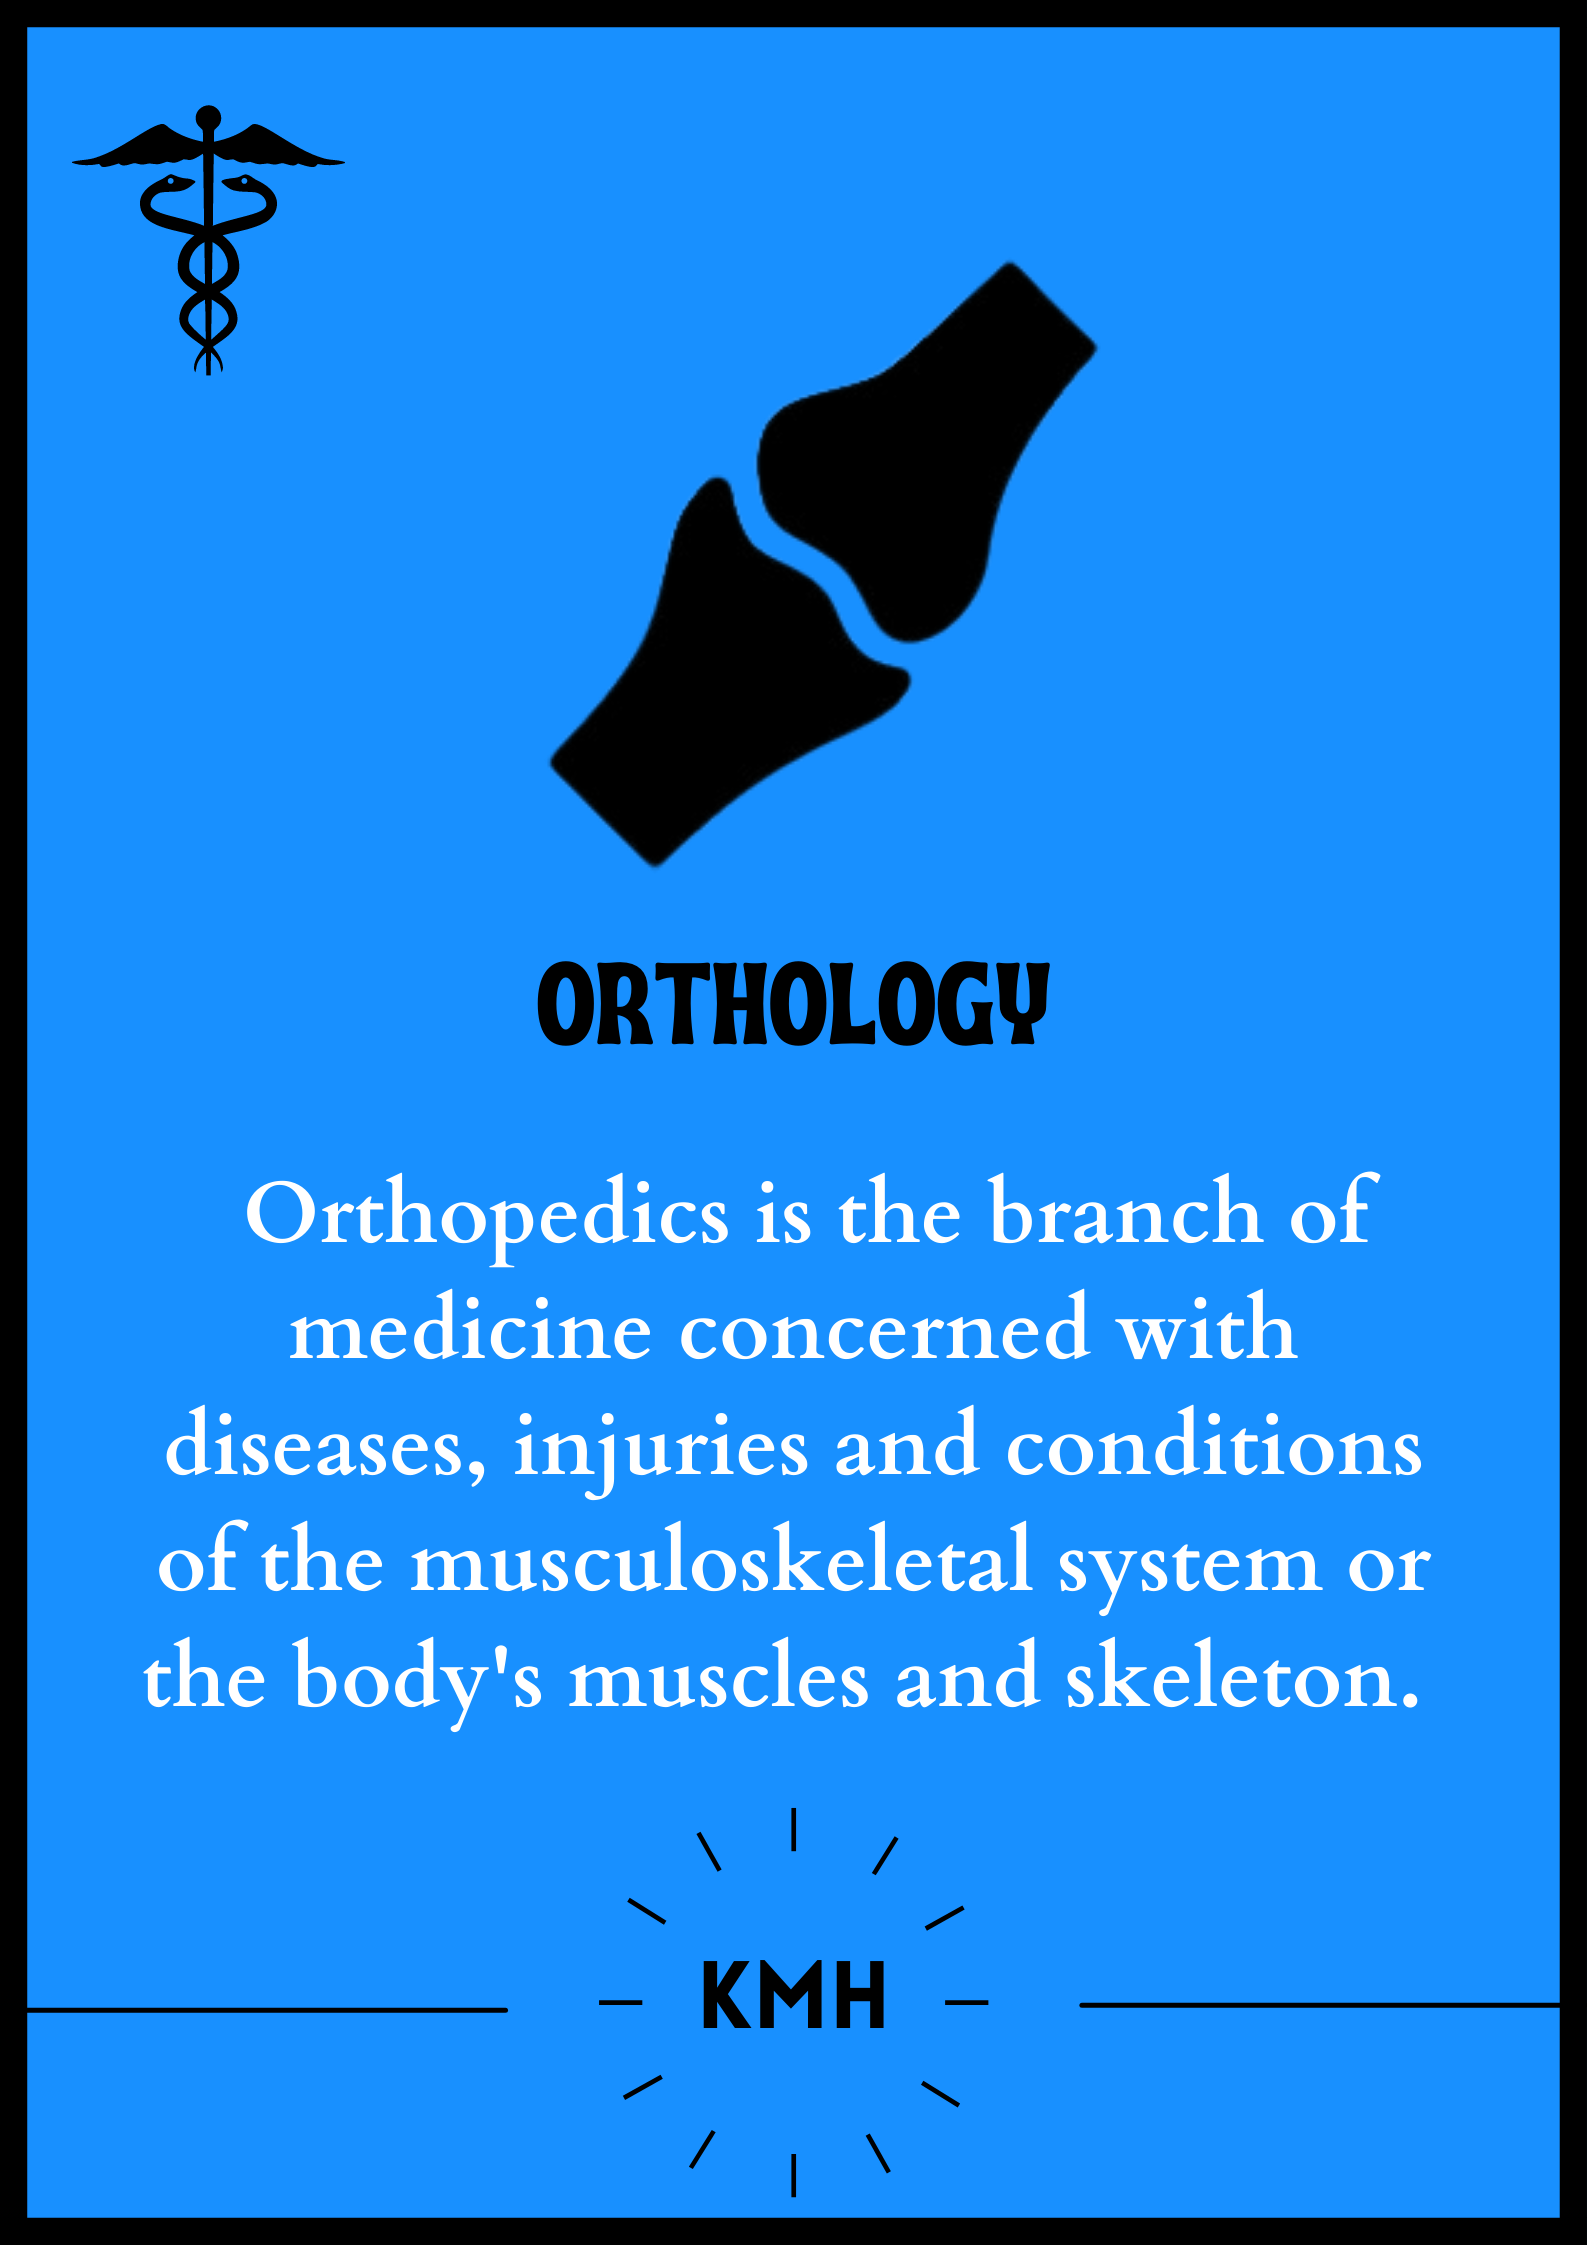 ORTHOLOGY
Orthopedics is the branch of
medicine concerned with
diseases, injuries and conditions
of the musculoskeletal system or
the body's muscles and skeleton.
KMH